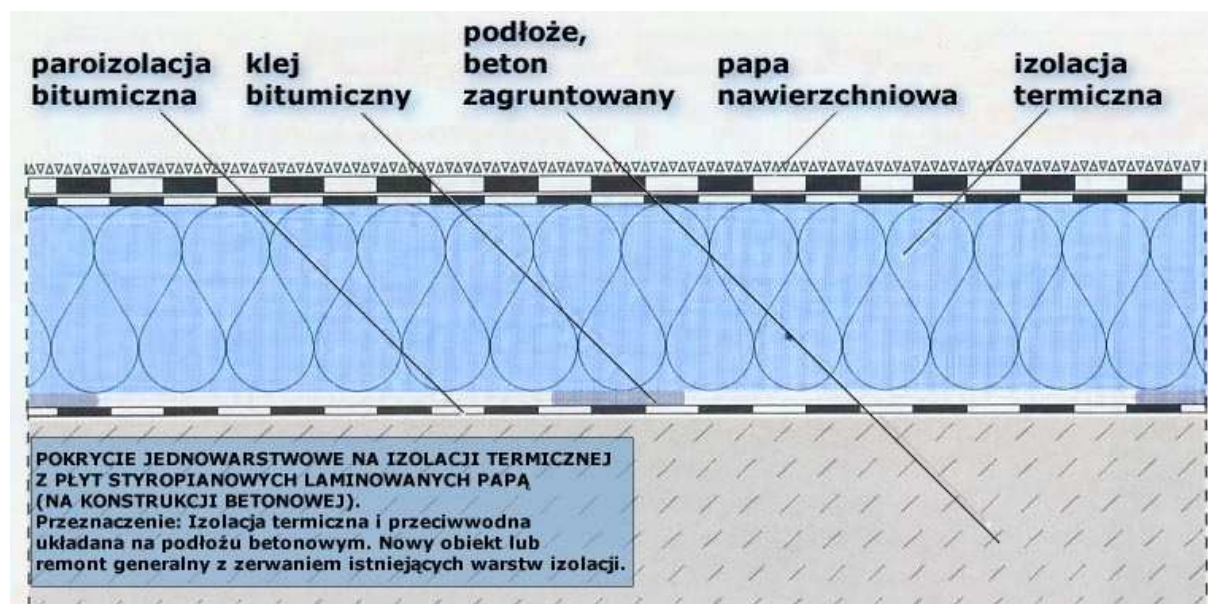 paroizolacja
bitumiczna
klej
bitumiczny
podłoże,
beton
zagruntowany
papa
nawierzchniowa
izolacja
termiczna
POKRYCIE JEDNOWARSTWOWE NA IZOLACJI TERMICZNEJ
Z PŁYT STYROPIANOWYCH LAMINOWANYCH PAPĄ
(NA KONSTRUKCJI BETONOWEJ).
Przeznaczenie: Izolacja termiczna i przeciwwodna
układana na podłożu betonowym. Nowy obiekt lub
remont generalny z zerwaniem istniejących warstw izolacji.